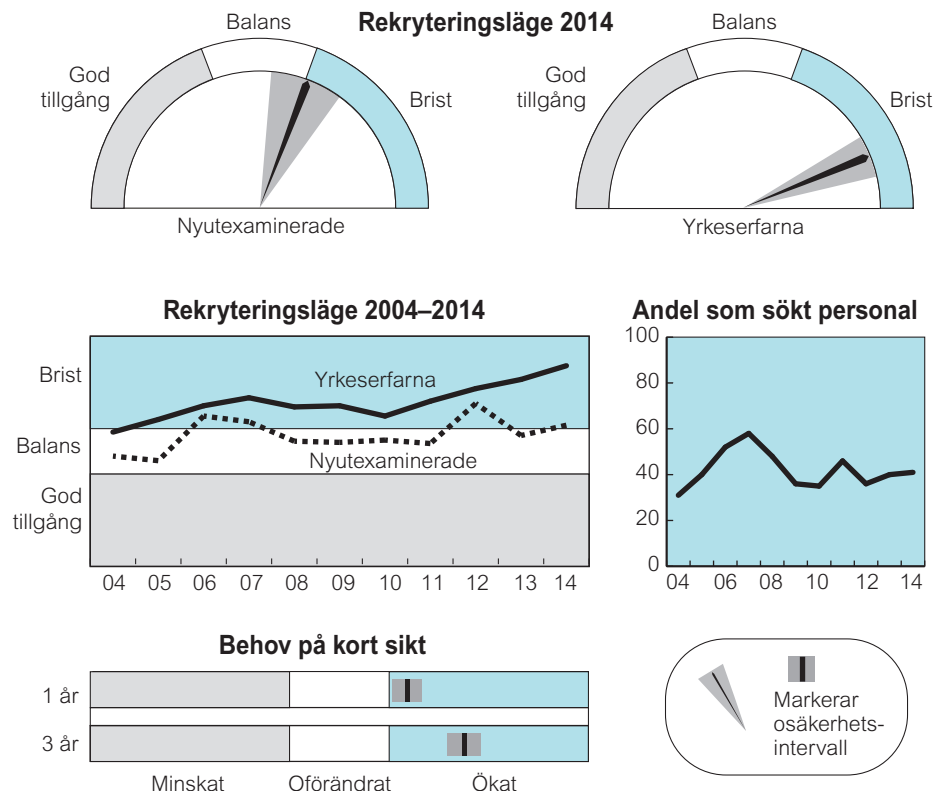 Rekryteringsläge 2014
Balans
God
tillgång
Brist
Nyutexaminerade
Balans
God
tillgång
Brist
Yrkeserfarna
Rekryteringsläge 2004–2014
Brist
Balans
God
tillgång
Yrkeserfarna
Nyutexaminerade
04 05 06 07 08 09 10 11 12 13 14
Andel som sökt personal
100
80
60
40
20
0
04 06 08 10 12 14
Behov på kort sikt
1 år
3 år
Minskat Oförändrat Ökat
Markerar
osäkerhets-
intervall